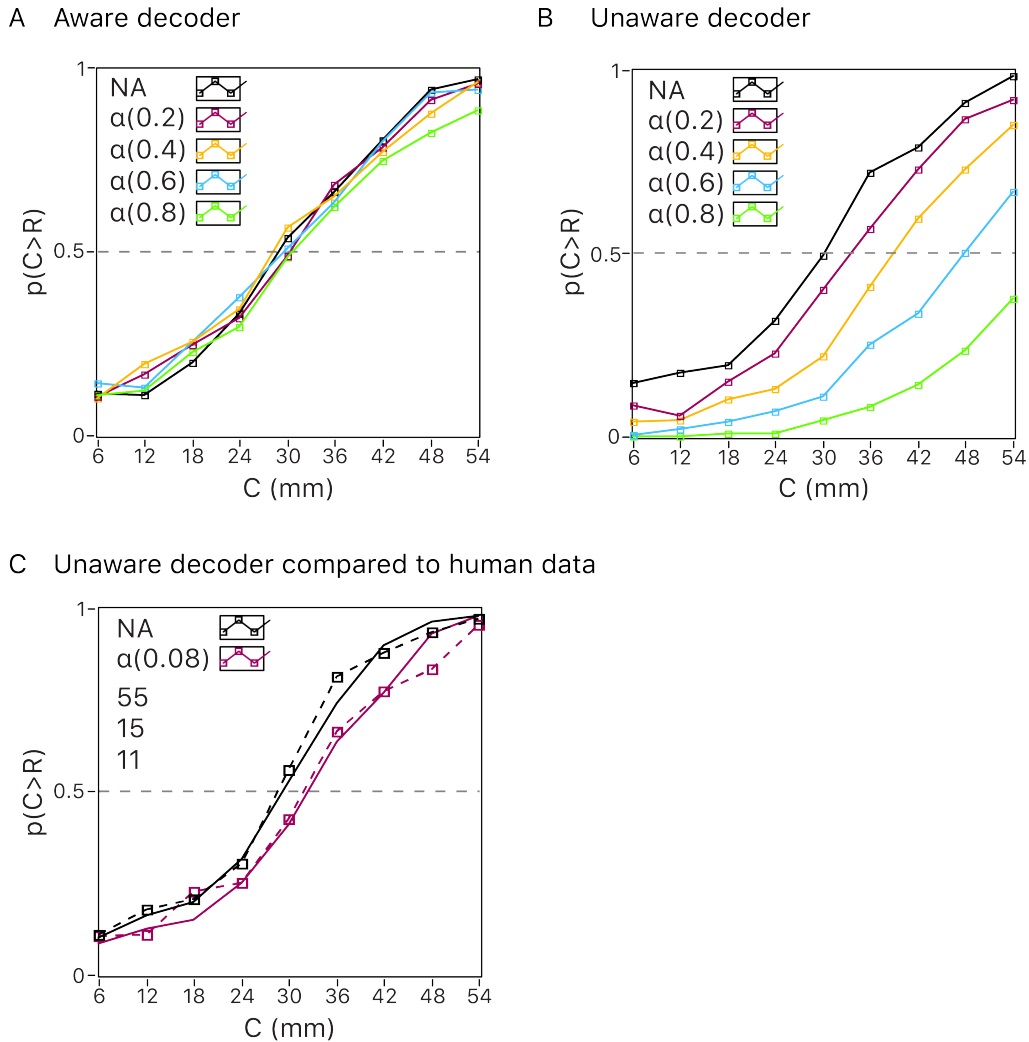 A Aware decoder
1
0.5
0
p(C>R)
NA
α(0.2)
α(0.4)
α(0.6)
α(0.8)
6 12 18 24 30 36 42 48 54
C (mm)
B Unaware decoder
1
0.5
0
p(C>R)
NA
α(0.2)
α(0.4)
α(0.6)
α(0.8)
6 12 18 24 30 36 42 48 54
C (mm)
C Unaware decoder compared to human data
1
0.5
0
p(C>R)
NA
α(0.08)
55
15
11
6 12 18 24 30 36 42 48 54
C (mm)